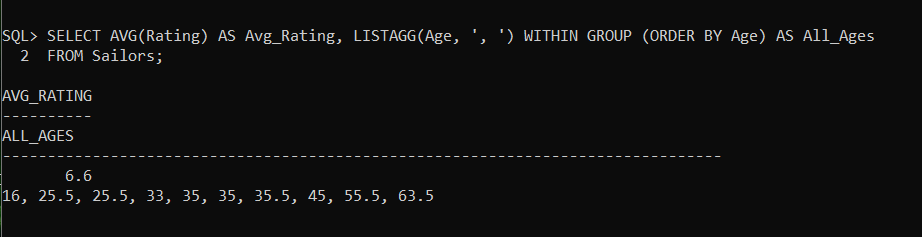 SQL> SELECT AVG(Rating) AS Avg_Rating, LISTAGG(Age, ', ') WITHIN GROUP (ORDER BY Age) AS All_Ages
  2  FROM Sailors;
AVG_RATING
----------
ALL_AGES
--------------------------------------------------------------------------------
       6.6
16, 25.5, 25.5, 33, 35, 35, 35.5, 45, 55.5, 63.5